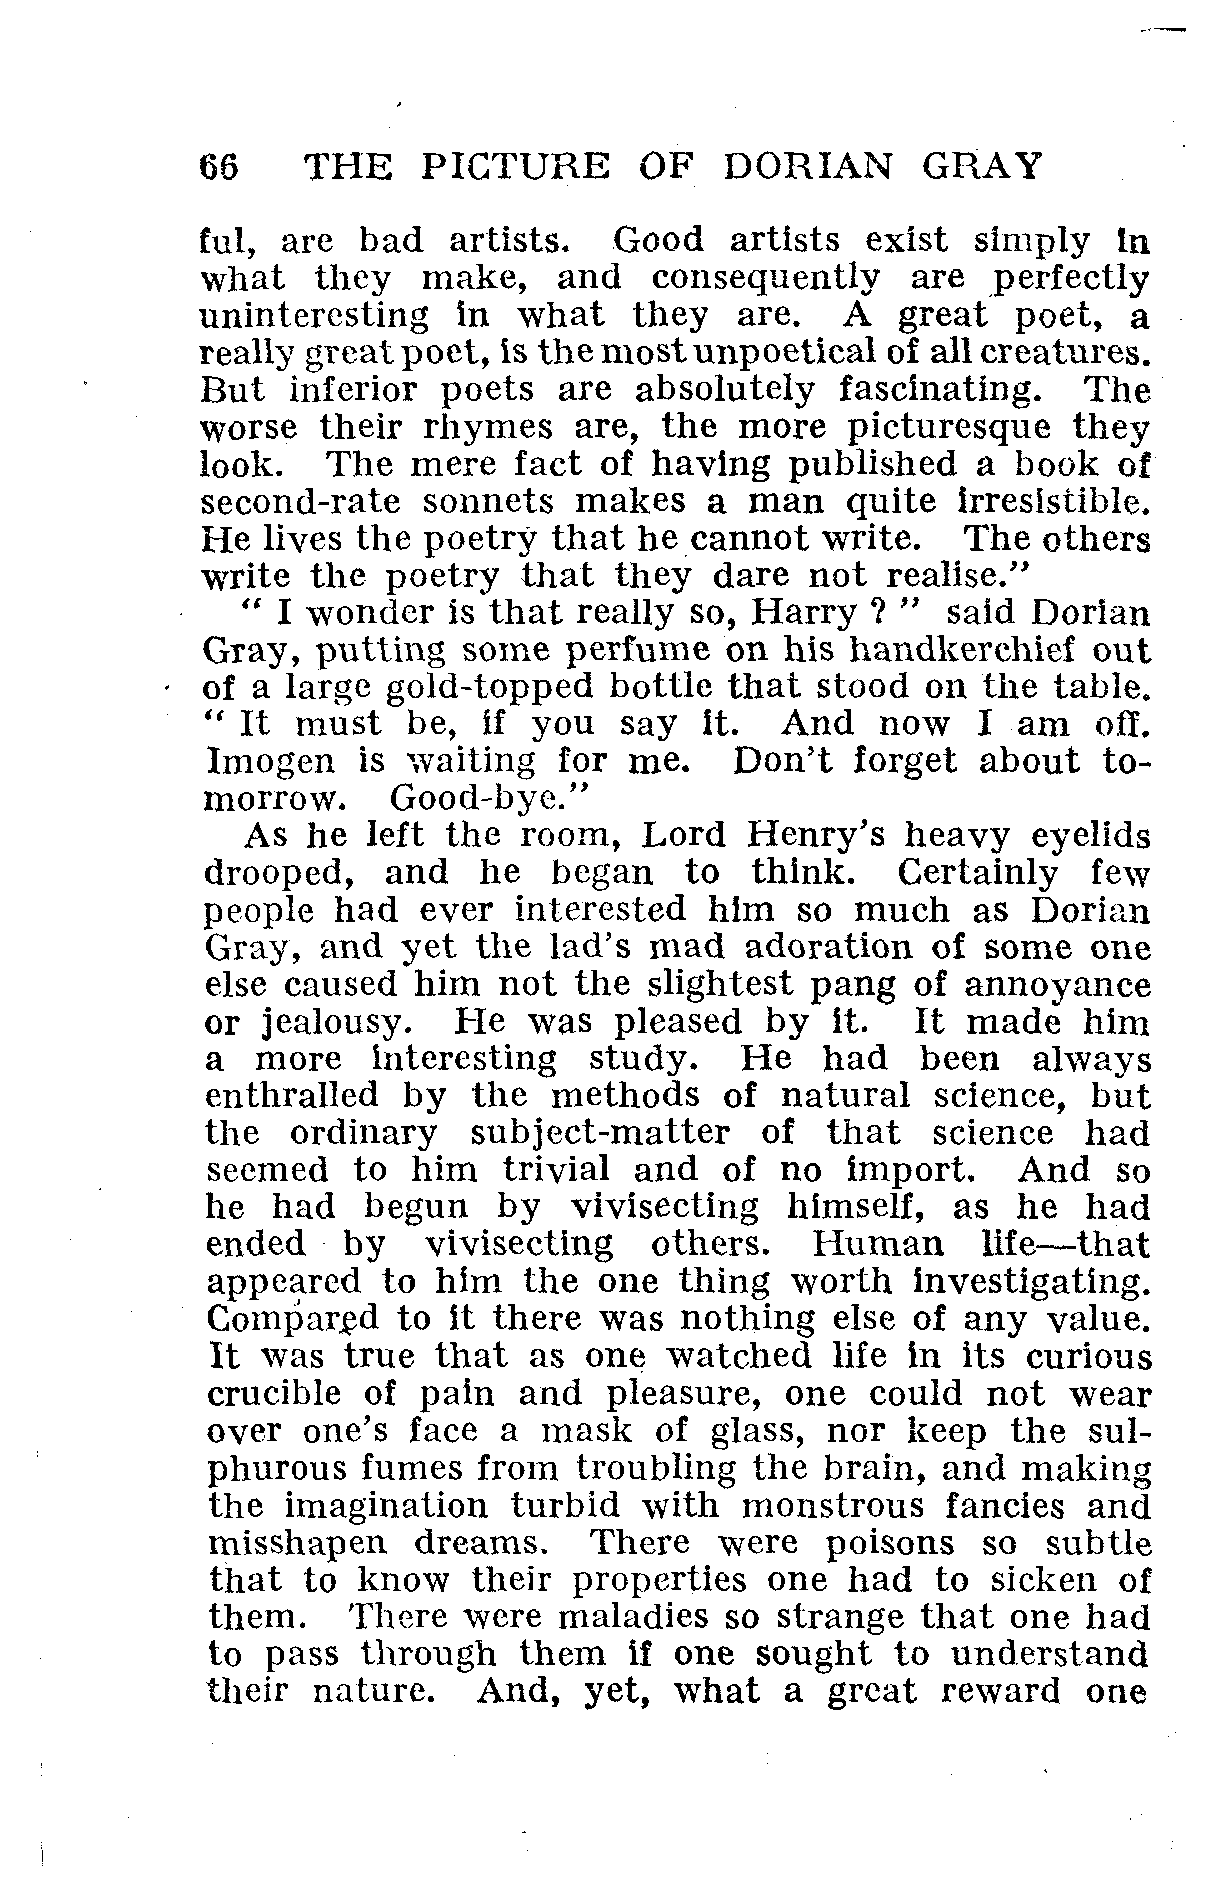 66 THE PICTURE OF DORIAN GRAY
ful, are bad artists. Good artists exist simply in
what they make, and consequently are perfectly
uninteresting in what they are. A great poet, a
really great poet, is the most unpoetical of all creatures.
But inferior poets are absolutely fascinating. The
worse their rhymes are, the more picturesque they
look. The mere fact of having published a book of
second-rate sonnets makes a man quite irresistible.
He lives the poetry that he cannot write. The others
write the poetry that they dare not realise.”
“ I wonder is that really so, Harry ? ” said Dorian
Gray, putting some perfume on his handkerchief out
of a large gold-topped bottle that stood on the table.
“ It must be, if you say it. And now I am off.
Imogen is waiting for me. Don’t forget about to-
morrow. Good-bye.”
As he left the room, Lord Henry’s heavy eyelids
drooped, and he began to think. Certainly few
people had ever interested him so much as Dorian
Gray, and yet the lad’s mad adoration of some one
else caused him not the slightest pang of annoyance
or jealousy. He was pleased by it. It made him
a more interesting study. He had been always
enthralled by the methods of natural science, but
the ordinary subject-matter of that science had
seemed to him trivial and of no import. And so
he had begun by vivisecting himself, as he had
ended by vivisecting others. Human life—that
appeared to him the one thing worth investigating.
Compared to it there was nothing else of any value.
It was true that as one watched life in its curious
crucible of pain and pleasure, one could not wear
over one’s face a mask of glass, nor keep the sul-
phurous fumes from troubling the brain, and making
the imagination turbid with monstrous fancies and
misshapen dreams. There were poisons so subtle
that to know their properties one had to sicken of
them. There were maladies so strange that one had
to pass through them if one sought to understand
their nature. And, yet, what a great reward one